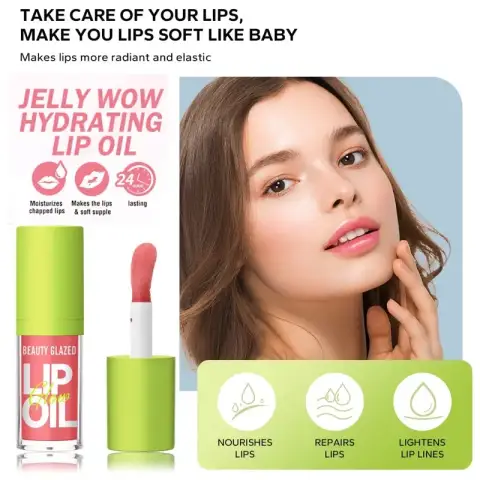 TAKE CARE OF YOUR LIPS,
MAKE YOU LIPS SOFT LIKE BABY
Makes lips more radiant and elastic
JELLY WOW
HYDRATING
LIP OIL
24
Moisturizes
chapped lips
Makes the lips
& soft supple
lasting
BEAUTY GLAZED
LIP
OIL
NOURISHES
LIPS
REPAIRS
LIPS
LIGHTENS
LIP LINES